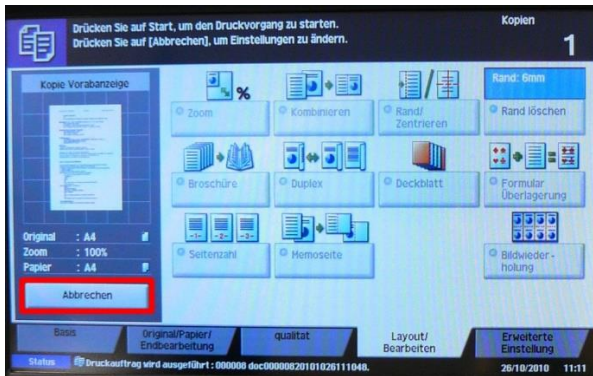 Drücken Sie auf Start, um den Druckvorgang zu starten.
Drücken Sie auf [Abbrechen], um Einstellungen zu ändern.
Kopien
1
Kopie Vorabanzeige
Original : A4
Zoom : 100%
Papier : A4
Abbrechen
%
Zoom
Kombinieren
Rand/
Zentrieren
Rand: 6mm
Rand löschen
Broschüre
Duplex
Deckblatt
Formular
Überlagerung
-1- -2- -3-
Seitenzahl
Memoseite
Bildwieder-
holung
Basis
Original/Papier/
Endbearbeitung
qualitat
Layout/
Bearbeiten
Erweiterte
Einstellung
Status
Druckauftrag wird ausgeführt : 000000 doc00000820101026111048.
26/10/2010 11:11